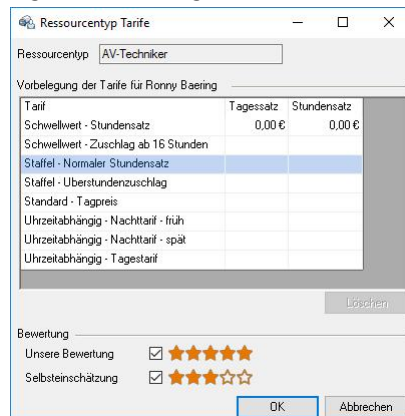 Ressourcentyp Tarife
Ressourcentyp AV-Techniker
Vorbelegung der Tarife für Ronny Baering
Tarif Tagessatz Stundensatz
Schwellwert - Stundensatz 0,00 € 0,00 €
Schwellwert - Zuschlag ab 16 Stunden
Staffel - Normaler Stundensatz
Staffel - Überstundenzuschlag
Standard - Tagpreis
Uhrzeitabhängig - Nachttarif - früh
Uhrzeitabhängig - Nachttarif - spät
Uhrzeitabhängig - Tagestarif
Löschen
Bewertung
Unsere Bewertung
Selbsteinschätzung
OK Abbrechen